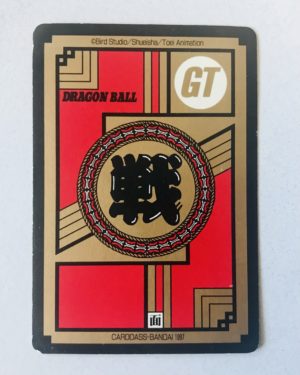 ©Bird Studio/Shueisha/Toei Animation
DRAGON BALL
GT
戦
CARDDASS·BANDAI 1997